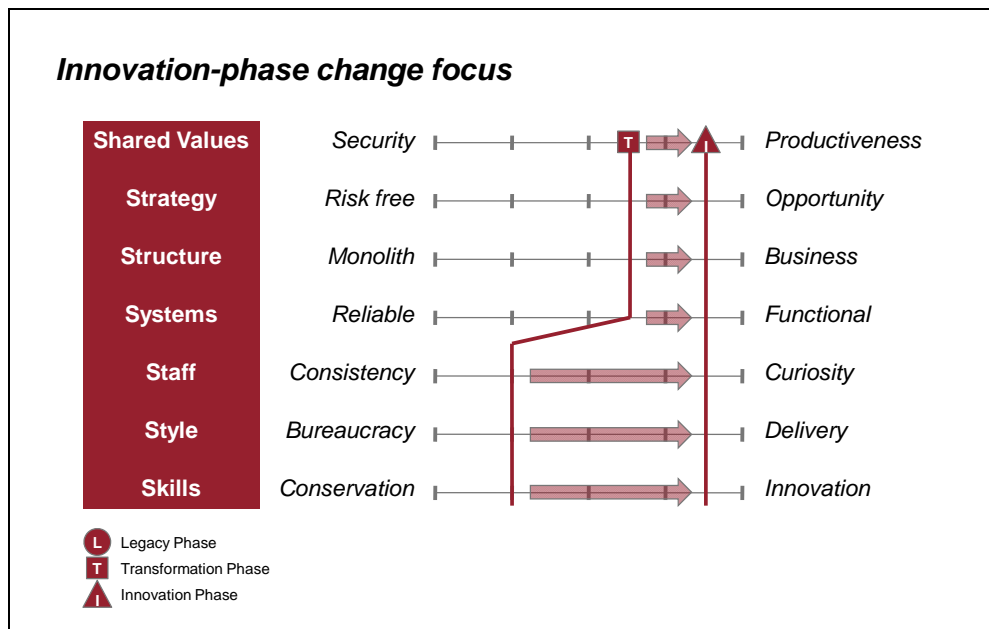 Innovation-phase change focus
Shared Values Security T I Productiveness
Strategy Risk free Opportunity
Structure Monolith Business
Systems Reliable Functional
Staff Consistency Curiosity
Style Bureaucracy Delivery
Skills Conservation Innovation
L Legacy Phase
T Transformation Phase
I Innovation Phase